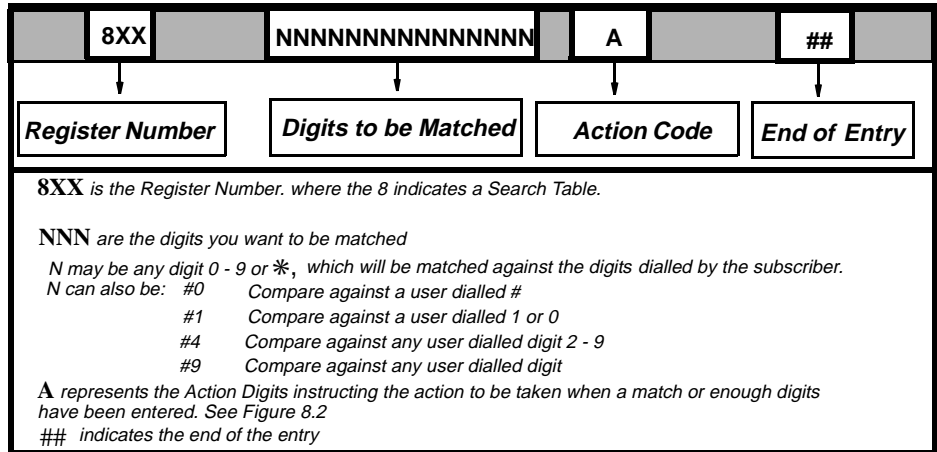 8XX NNNNNNNNNNNNNNN A ##
Register Number Digits to be Matched Action Code End of Entry
8XX is the Register Number. where the 8 indicates a Search Table.
NNN are the digits you want to be matched
N may be any digit 0 - 9 or *, which will be matched against the digits dialled by the subscriber.
N can also be: #0 Compare against a user dialled #
#1 Compare against a user dialled 1 or 0
#4 Compare against any user dialled digit 2 - 9
#9 Compare against any user dialled digit
A represents the Action Digits instructing the action to be taken when a match or enough digits
have been entered. See Figure 8.2
## indicates the end of the entry